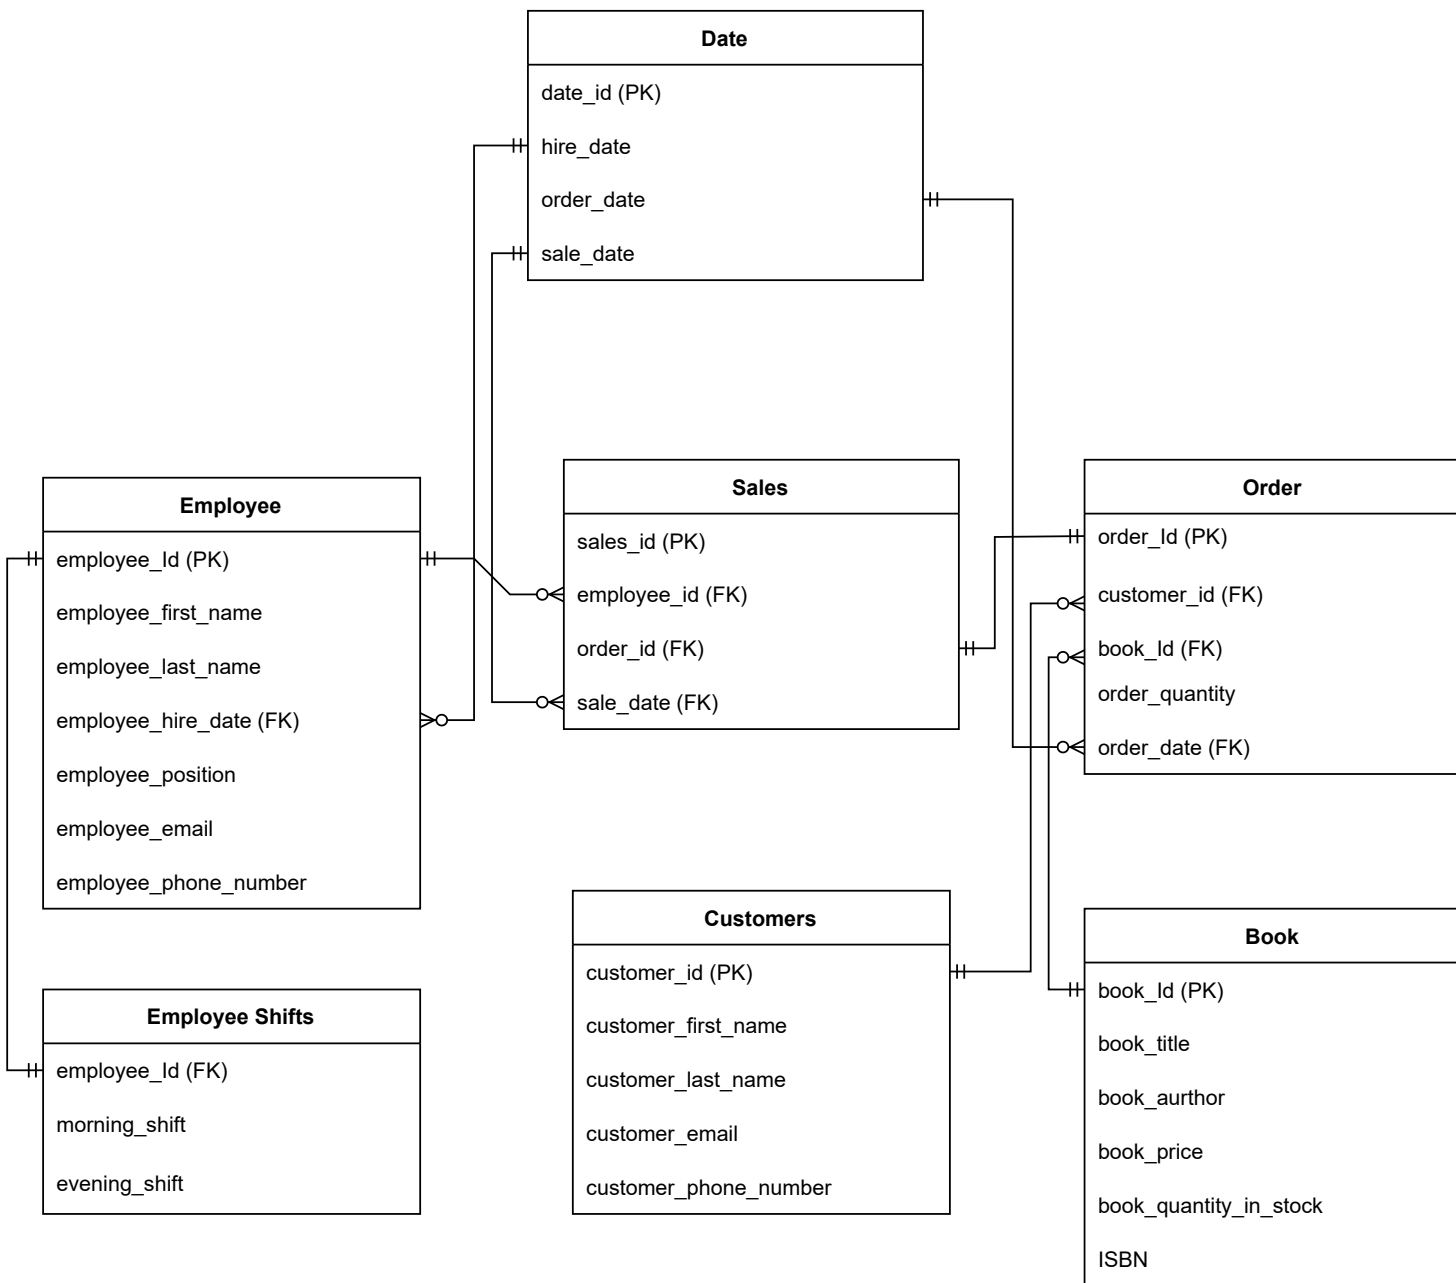 Date
date_id (PK)
hire_date
order_date
sale_date
Employee
employee_Id (PK)
employee_first_name
employee_last_name
employee_hire_date (FK)
employee_position
employee_email
employee_phone_number
Sales
sales_id (PK)
employee_id (FK)
order_id (FK)
sale_date (FK)
Order
order_Id (PK)
customer_id (FK)
book_Id (FK)
order_quantity
order_date (FK)
Employee Shifts
employee_Id (FK)
morning_shift
evening_shift
Customers
customer_id (PK)
customer_first_name
customer_last_name
customer_email
customer_phone_number
Book
book_Id (PK)
book_title
book_aurthor
book_price
book_quantity_in_stock
ISBN